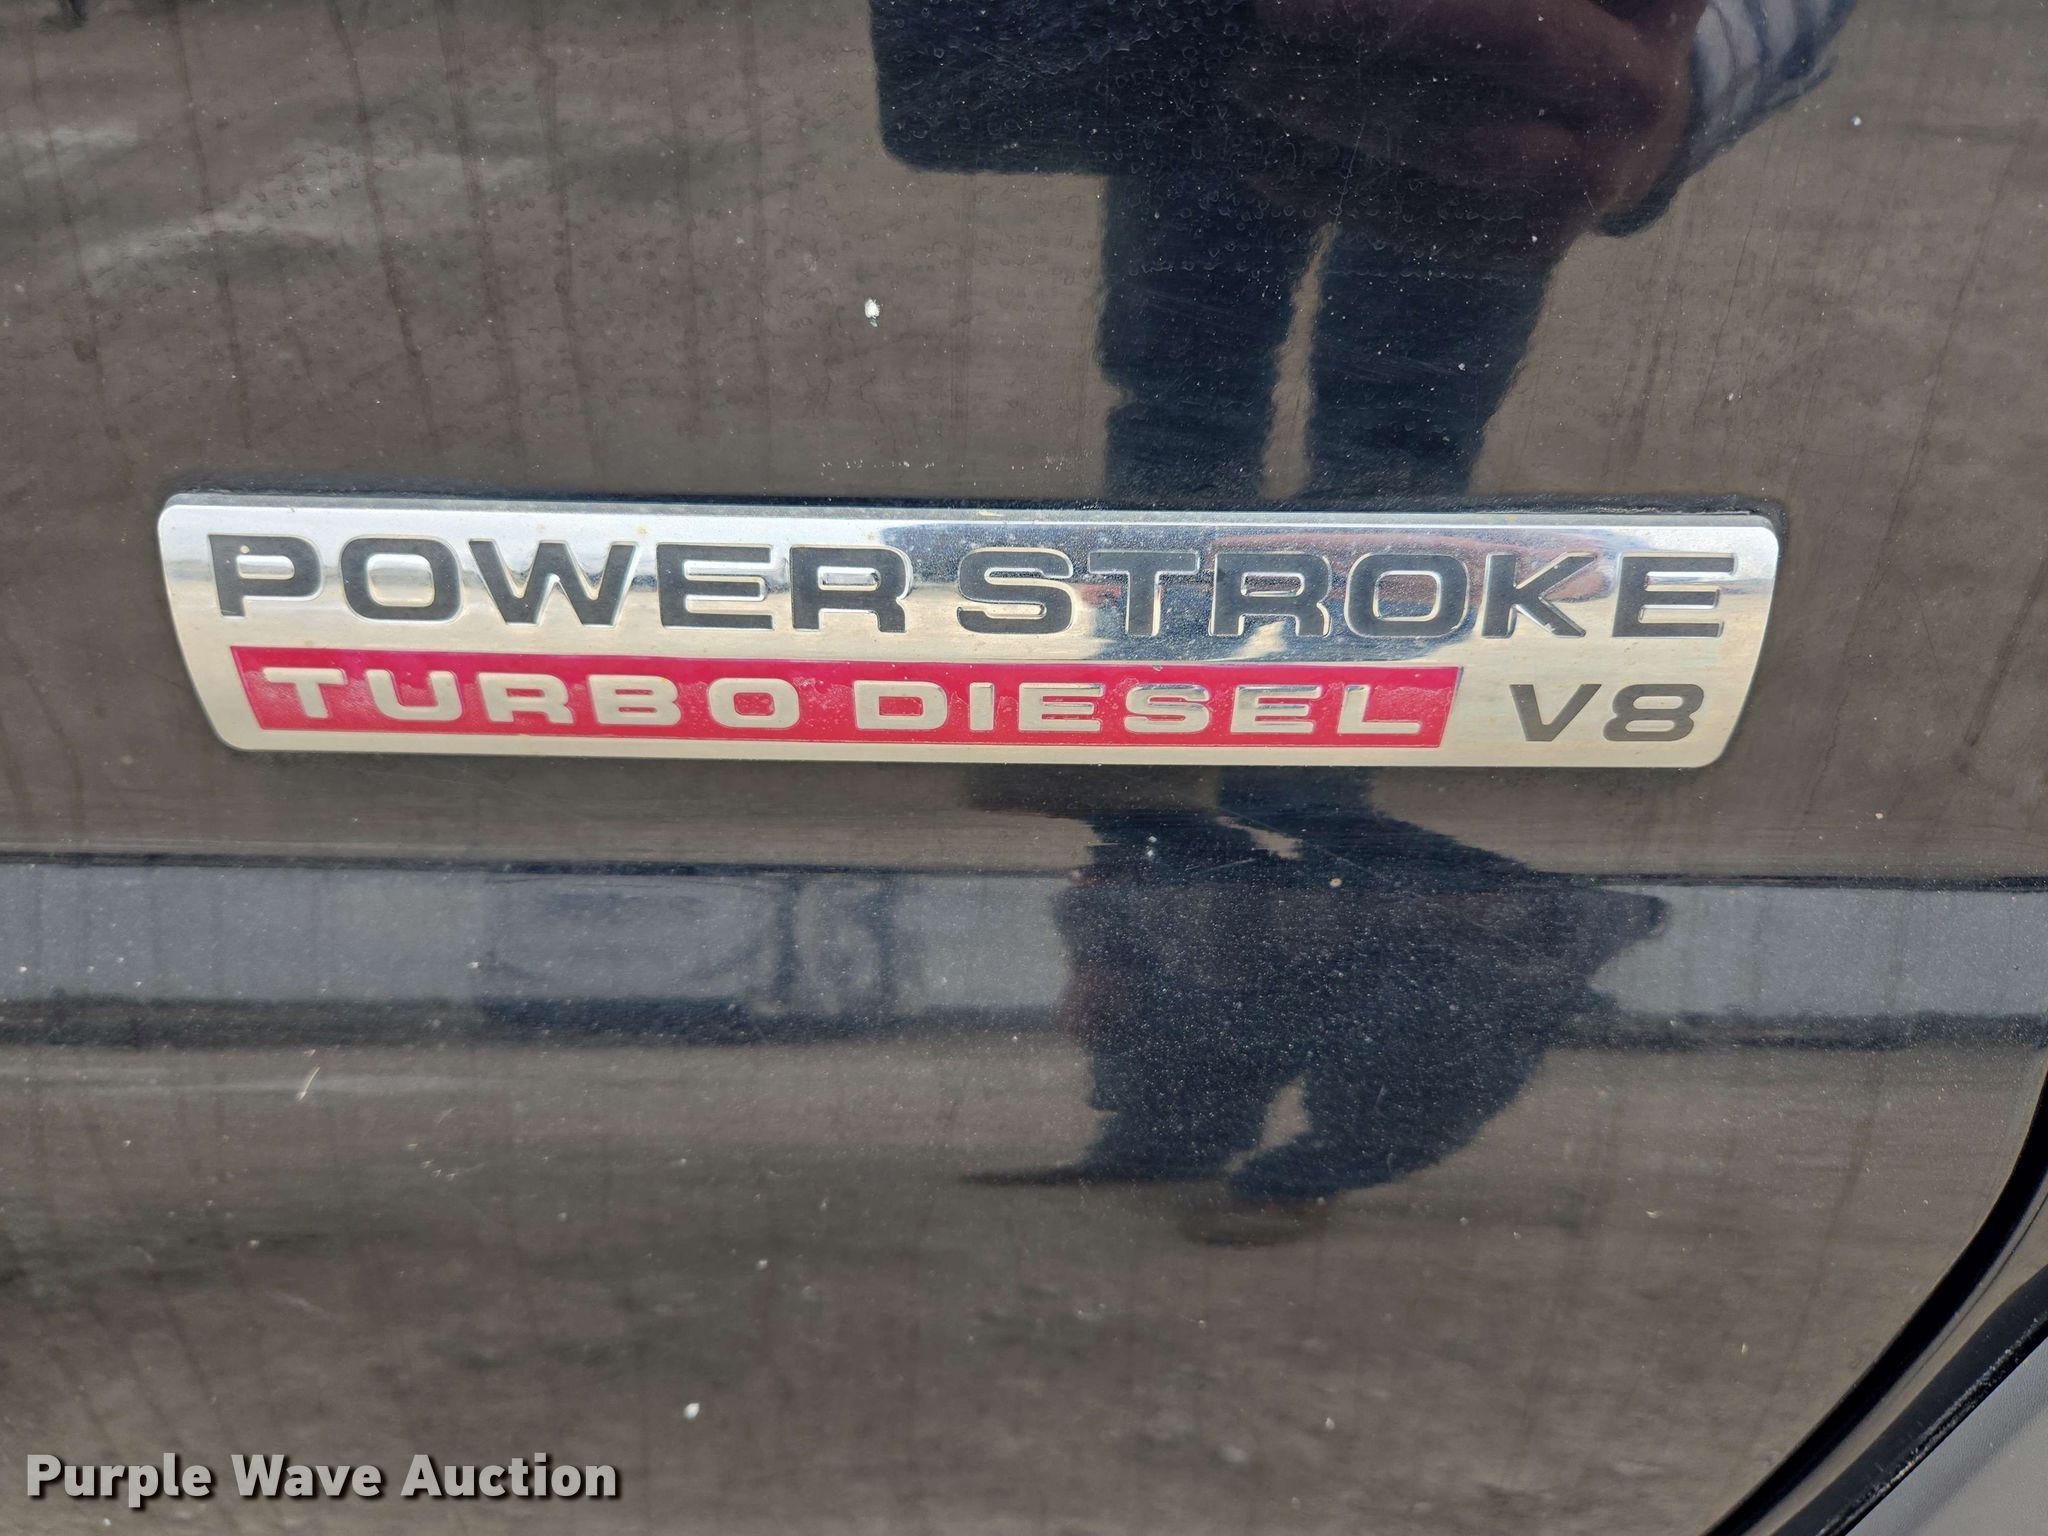 POWER STROKE
TURBO DIESEL V8
Purple Wave Auction